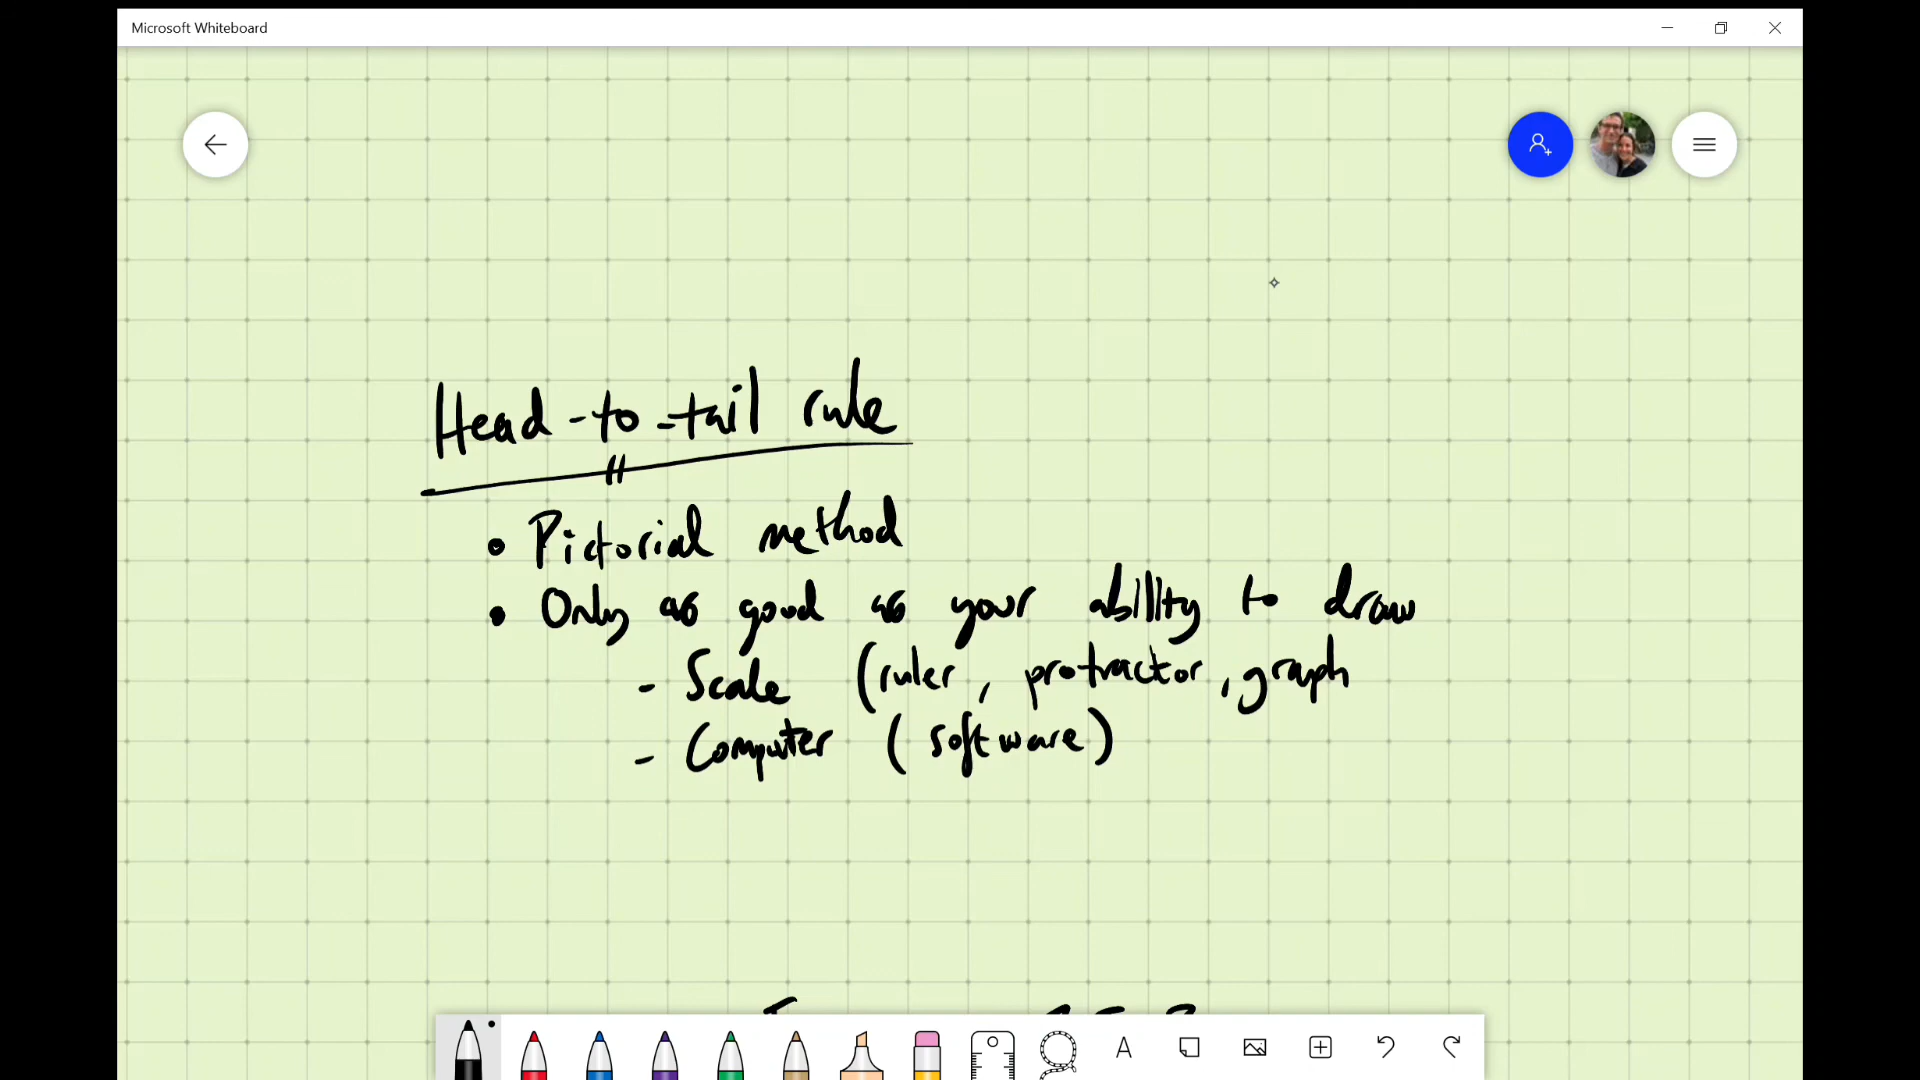 Microsoft Whiteboard
Head-to-tail rule
• Pictorial method
• Only as good as your ability to draw
- Scale (ruler, protractor, graph
- Computer (software)